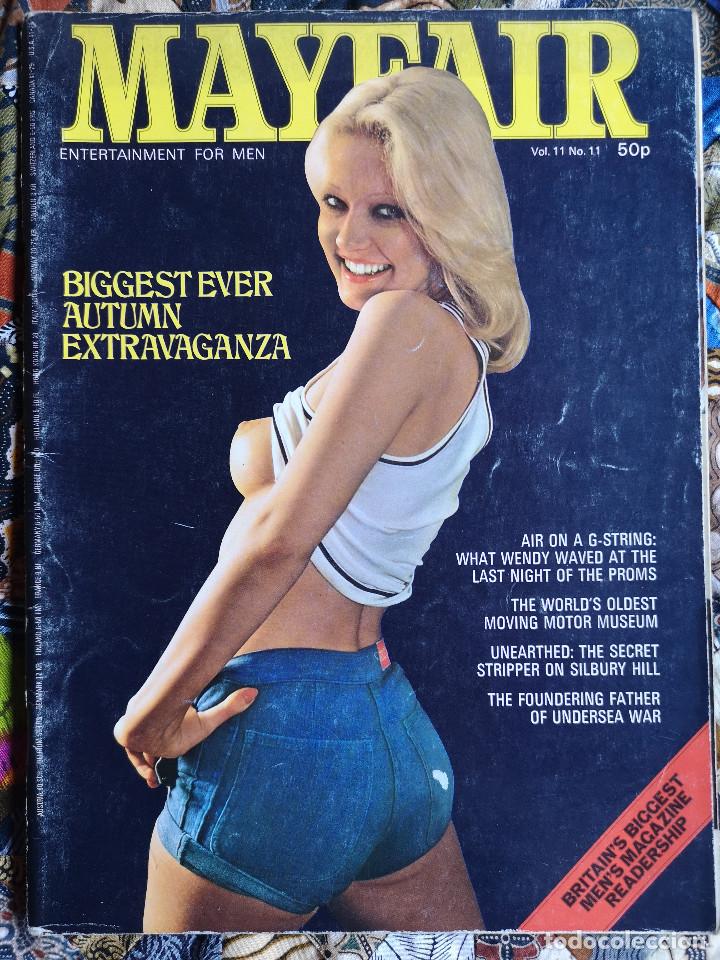 MAYFAIR
ENTERTAINMENT FOR MEN
Vol. 11 No. 11 50p
BIGGEST EVER
AUTUMN
EXTRAVAGANZA
AIR ON A G-STRING:
WHAT WENDY WAVED AT THE
LAST NIGHT OF THE PROMS
THE WORLD'S OLDEST
MOVING MOTOR MUSEUM
UNEARTHED: THE SECRET
STRIPPER ON SILBURY HILL
THE FOUNDERING FATHER
OF UNDERSEA WAR
BRITAIN'S BIGGEST
MEN'S MAGAZINE
READERSHIP
todocoleccion.net